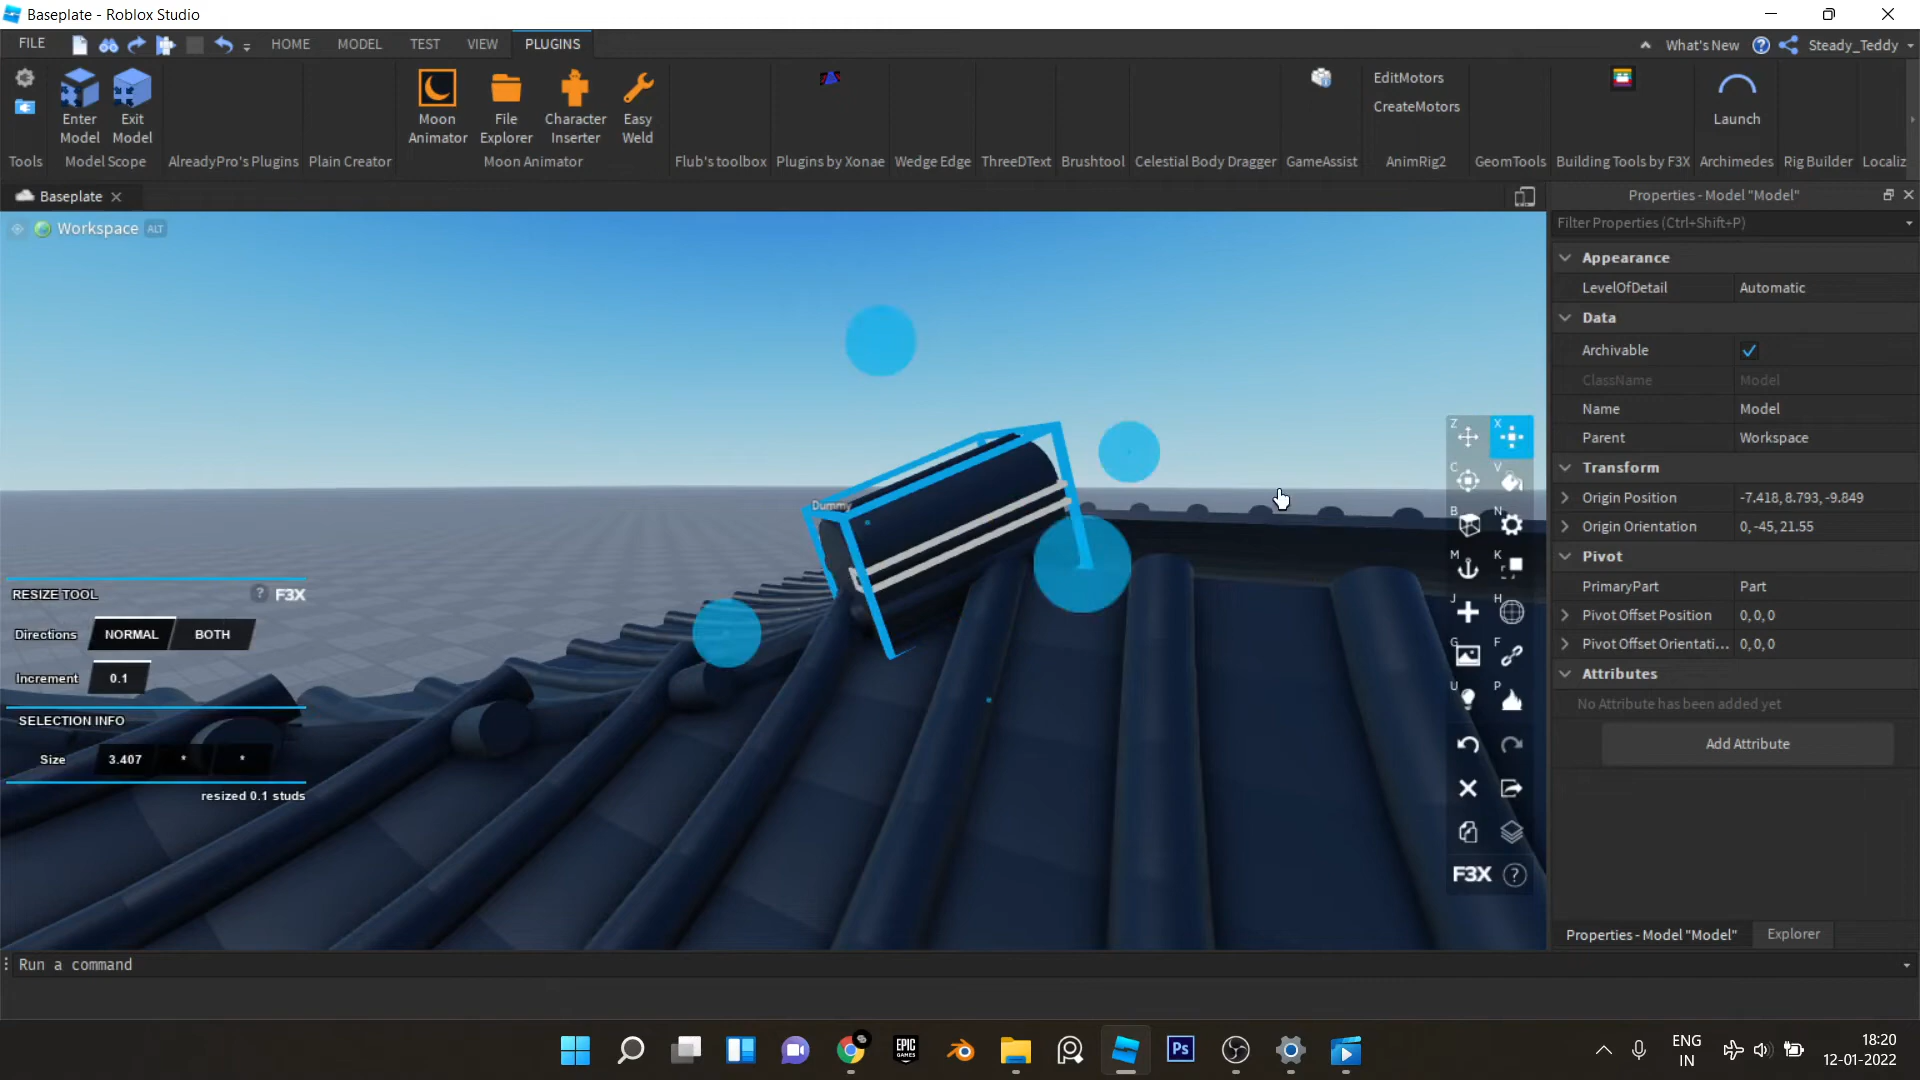 Baseplate - Roblox Studio
FILE HOME MODEL TEST VIEW PLUGINS What's New Steady_Teddy
Enter Model
Exit Model
Moon Animator
File Explorer
Character Inserter
Easy Weld
EditMotors
CreateMotors
Launch
Tools Model Scope AlreadyPro's Plugins Plain Creator Moon Animator Flub's toolbox Plugins by Xonae Wedge Edge ThreeDText Brushtool Celestial Body Dragger GameAssist AnimRig2 GeomTools Building Tools by F3X Archimedes Rig Builder Localiz
Baseplate
Workspace ALT
Dummy
RESIZE TOOL ? F3X
Directions NORMAL BOTH
Increment 0.1
SELECTION INFO
Size 3.407 * *
resized 0.1 studs
Z X
C V
B N
M K
J H
G F
U P
F3X ?
Properties - Model "Model"
Filter Properties (Ctrl+Shift+P)
Appearance
LevelOfDetail Automatic
Data
Archivable
ClassName Model
Name Model
Parent Workspace
Transform
Origin Position -7.418, 8.793, -9.849
Origin Orientation 0, -45, 21.55
Pivot
PrimaryPart Part
Pivot Offset Position 0, 0, 0
Pivot Offset Orientati... 0, 0, 0
Attributes
No Attribute has been added yet
Add Attribute
Properties - Model "Model" Explorer
Run a command
EPIC GAMES
Ps
ENG
IN
18:20
12-01-2022